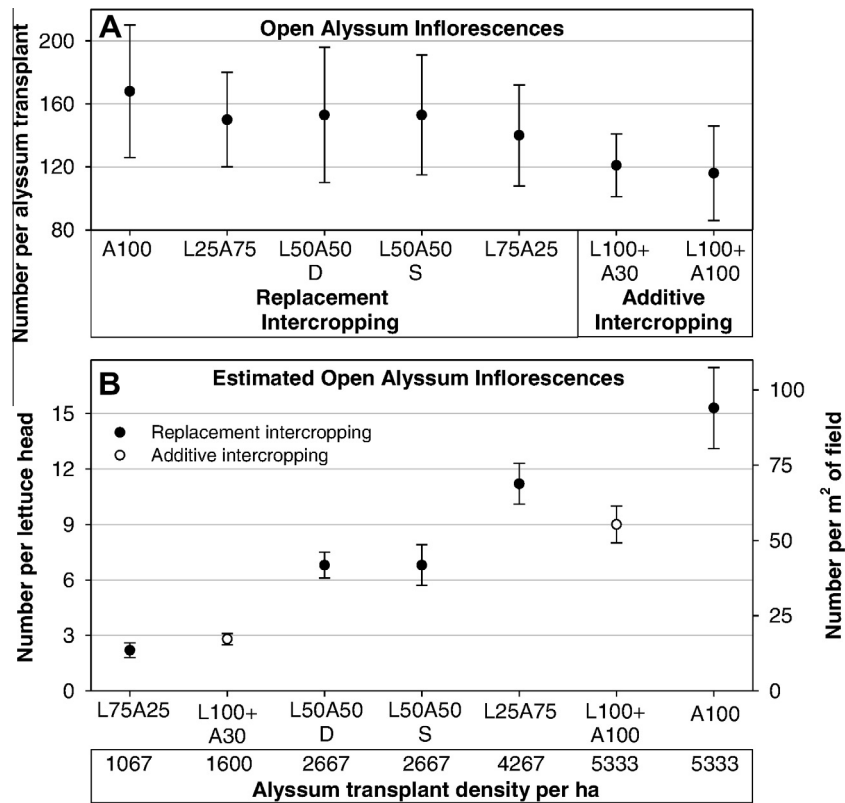 A
Open Alyssum Inflorescences
Number per alyssum transplant
200
160
120
80
A100 L25A75 L50A50 L50A50 L75A25 L100+ L100+
D S A30 A100
Replacement Additive
Intercropping Intercropping
B
Estimated Open Alyssum Inflorescences
Number per lettuce head
15
12
9
6
3
0
Replacement intercropping
Additive intercropping
100
75
50
25
0
Number per m² of field
L75A25 L100+ L50A50 L50A50 L25A75 L100+ A100
A30 D S A100
1067 1600 2667 2667 4267 5333 5333
Alyssum transplant density per ha